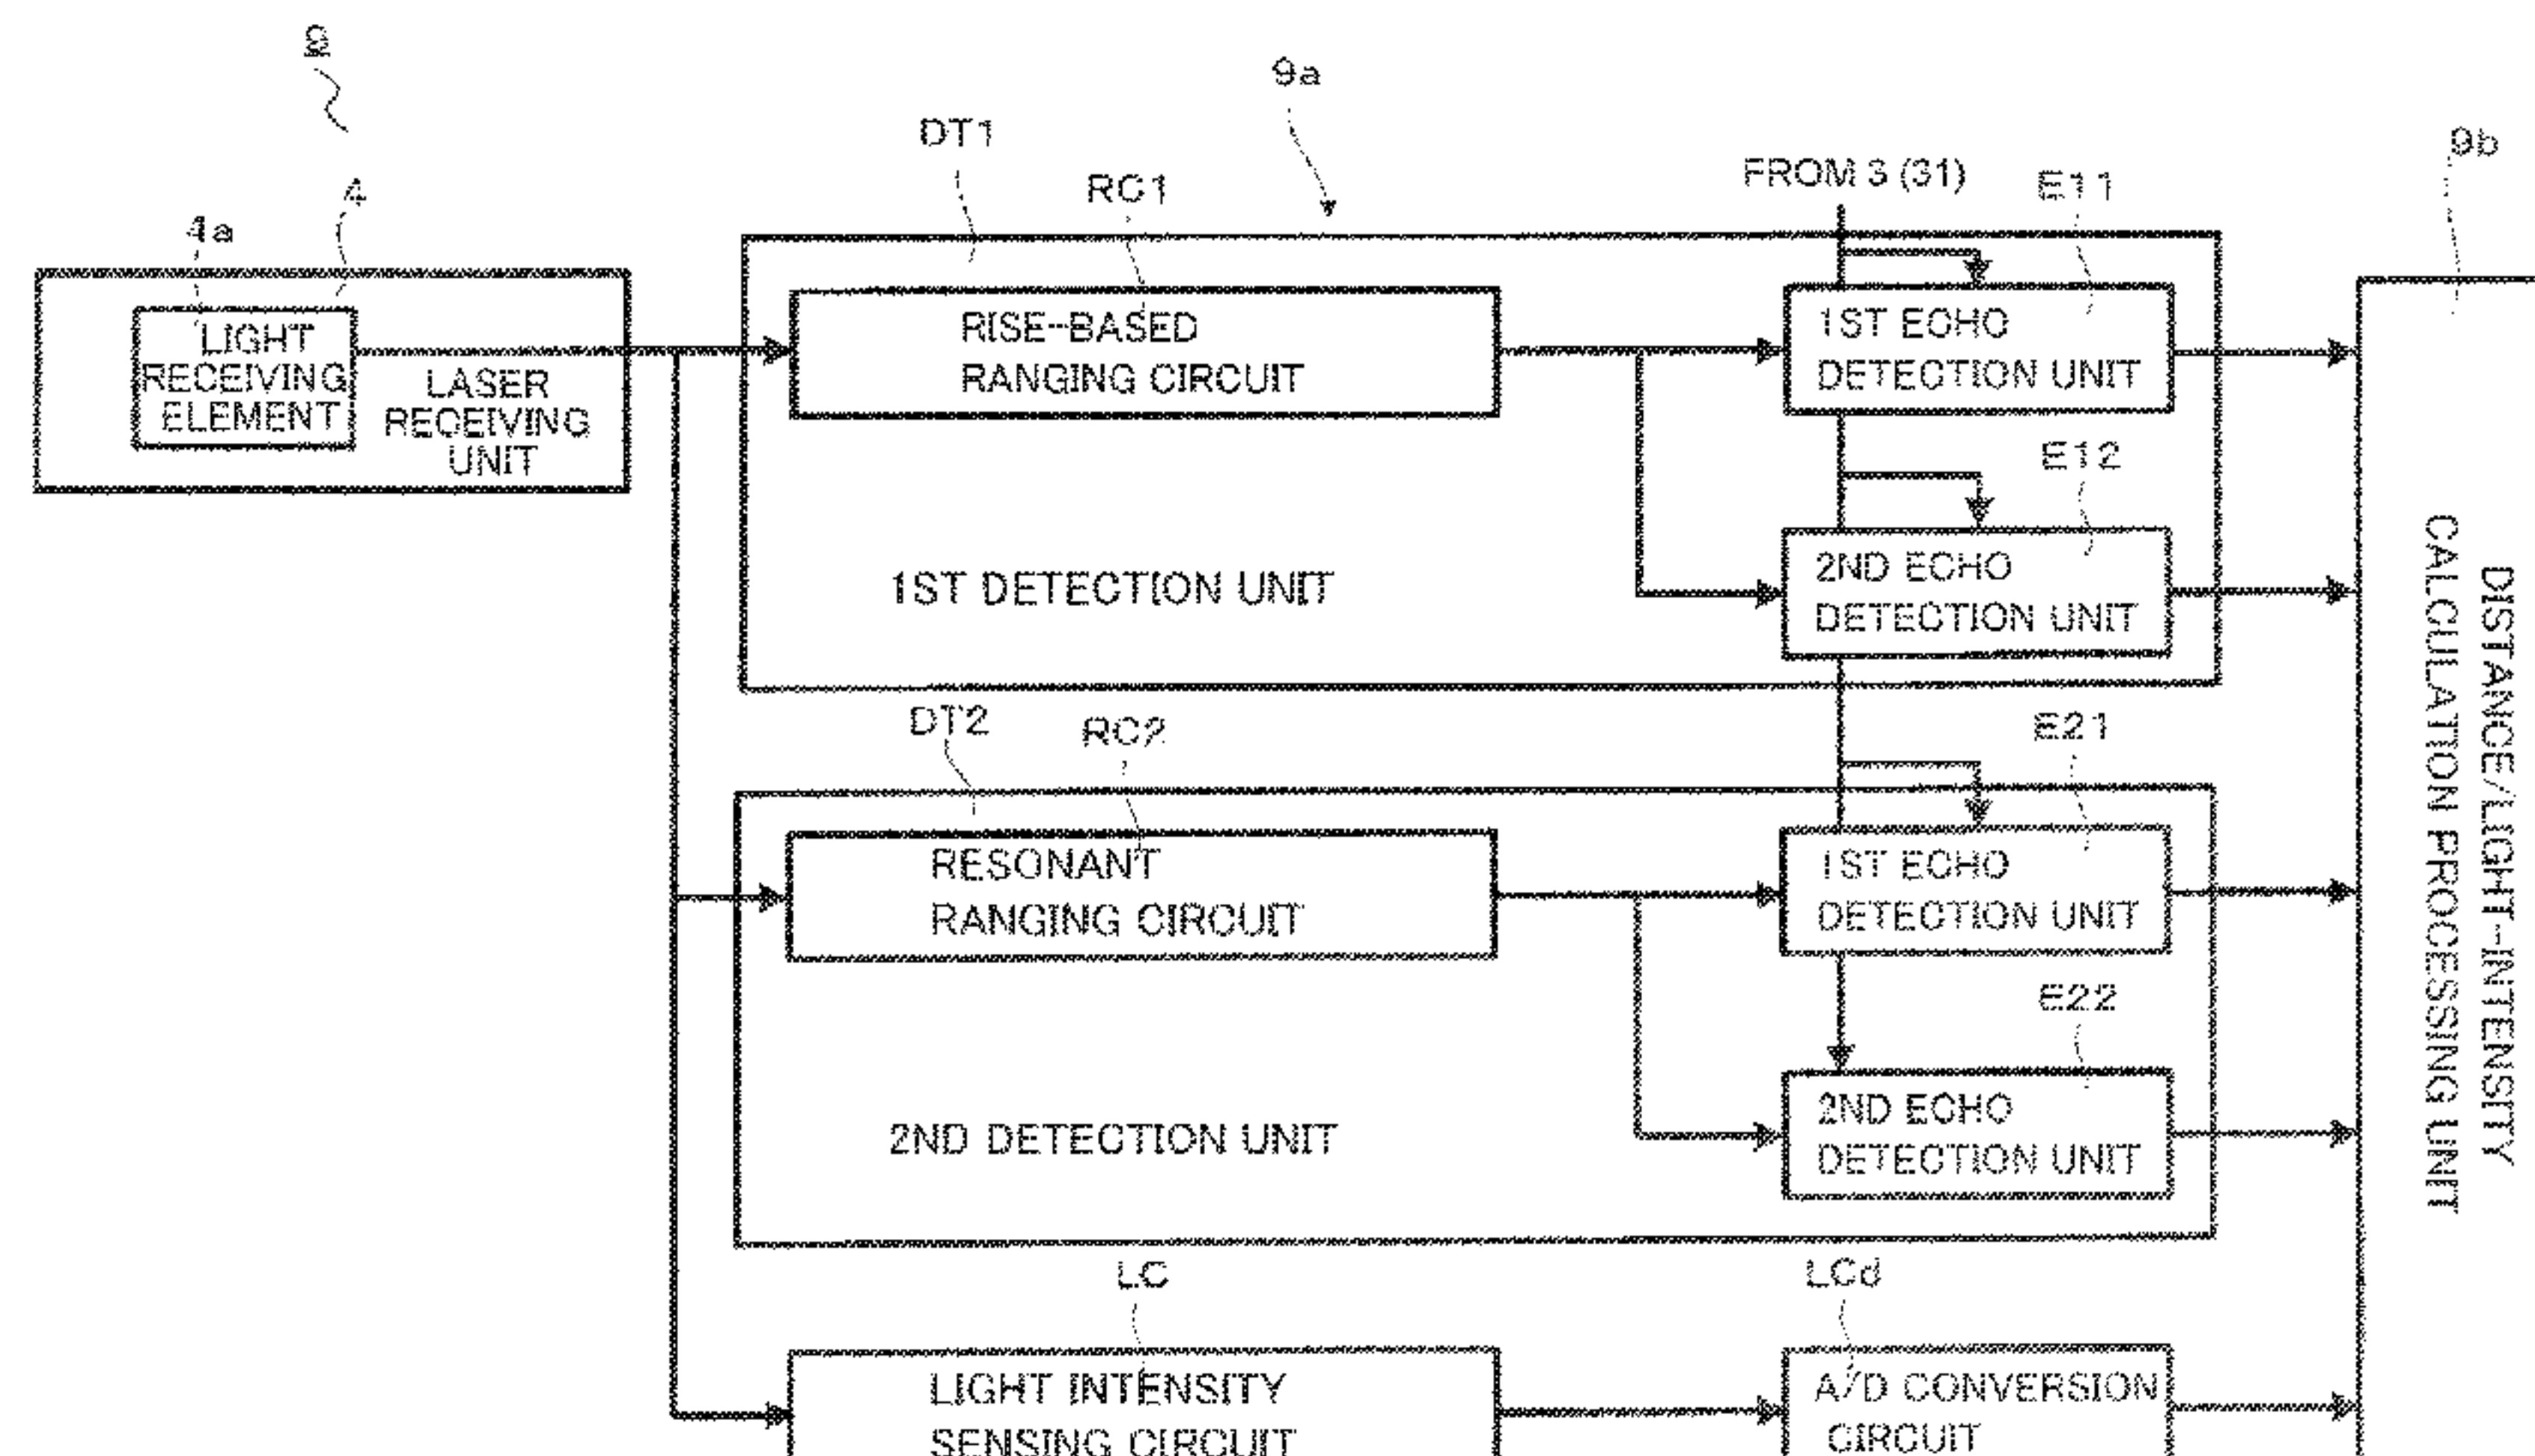 9a
DT1
RC1
9b
FROM 3 (31)
E11
4
4a
LIGHT
RECEIVING
ELEMENT
LASER
RECEIVING
UNIT
RISE-BASED
RANGING CIRCUIT
1ST ECHO
DETECTION UNIT
E12
2ND ECHO
DETECTION UNIT
1ST DETECTION UNIT
DT2
RC2
E21
RESONANT
RANGING CIRCUIT
1ST ECHO
DETECTION UNIT
E22
2ND ECHO
DETECTION UNIT
2ND DETECTION UNIT
DISTANCE/LIGHT-INTENSITY
CALCULATION PROCESSING UNIT
LC
LCd
LIGHT INTENSITY
SENSING CIRCUIT
A/D CONVERSION
CIRCUIT